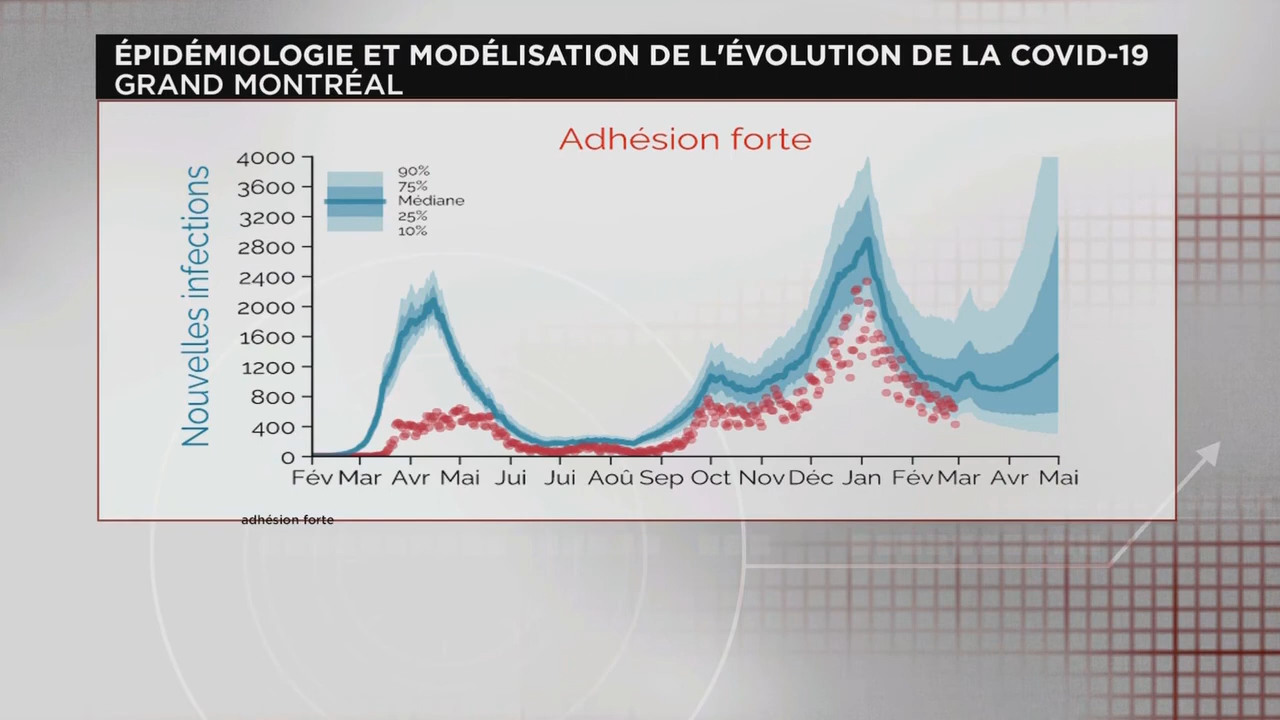 ÉPIDÉMIOLOGIE ET MODÉLISATION DE L'ÉVOLUTION DE LA COVID-19
GRAND MONTRÉAL
Adhésion forte
Nouvelles infections
4000
3600
3200
2800
2400
2000
1600
1200
800
400
0
90%
75%
Médiane
25%
10%
Fév Mar Avr Mai Jui Jui Aoû Sep Oct Nov Déc Jan Fév Mar Avr Mai
adhésion forte